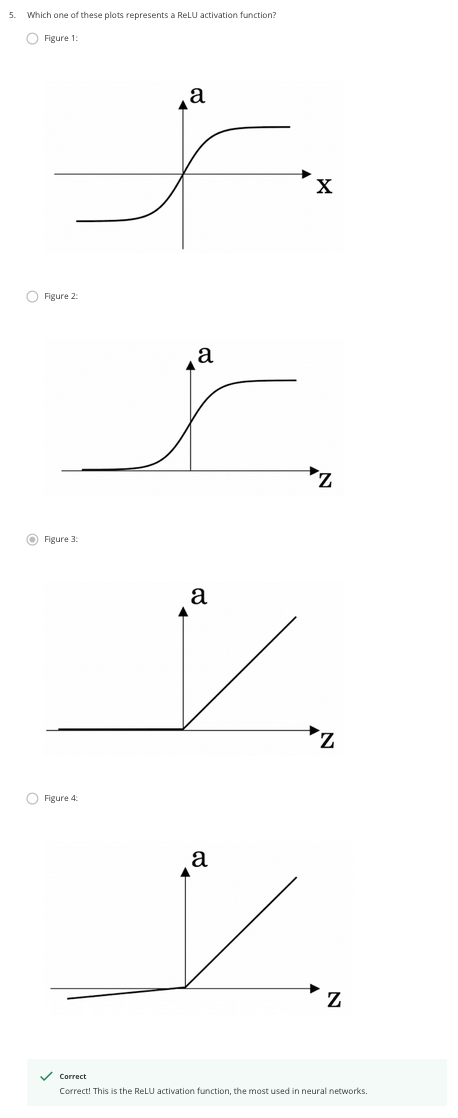 5. Which one of these plots represents a ReLU activation function?
Figure 1:
a
x
Figure 2:
a
z
Figure 3:
a
z
Figure 4:
a
z
Correct
Correct! This is the ReLU activation function, the most used in neural networks.